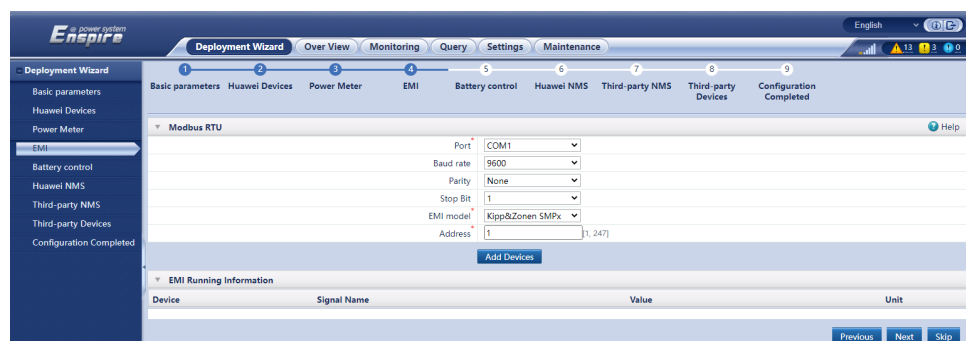 English
e power system
Enspire
Deployment Wizard Over View Monitoring Query Settings Maintenance
13 3 0
Deployment Wizard
Basic parameters
Huawei Devices
Power Meter
EMI
Battery control
Huawei NMS
Third-party NMS
Third-party Devices
Configuration Completed
1 2 3 4 5 6 7 8 9
Basic parameters Huawei Devices Power Meter EMI Battery control Huawei NMS Third-party NMS Third-party Devices Configuration Completed
Modbus RTU Help
Port * COM1
Baud rate 9600
Parity None
Stop Bit 1
EMI model * Kipp&Zonen SMPx
Address * 1 [1, 247]
Add Devices
EMI Running Information
Device Signal Name Value Unit
Previous Next Skip